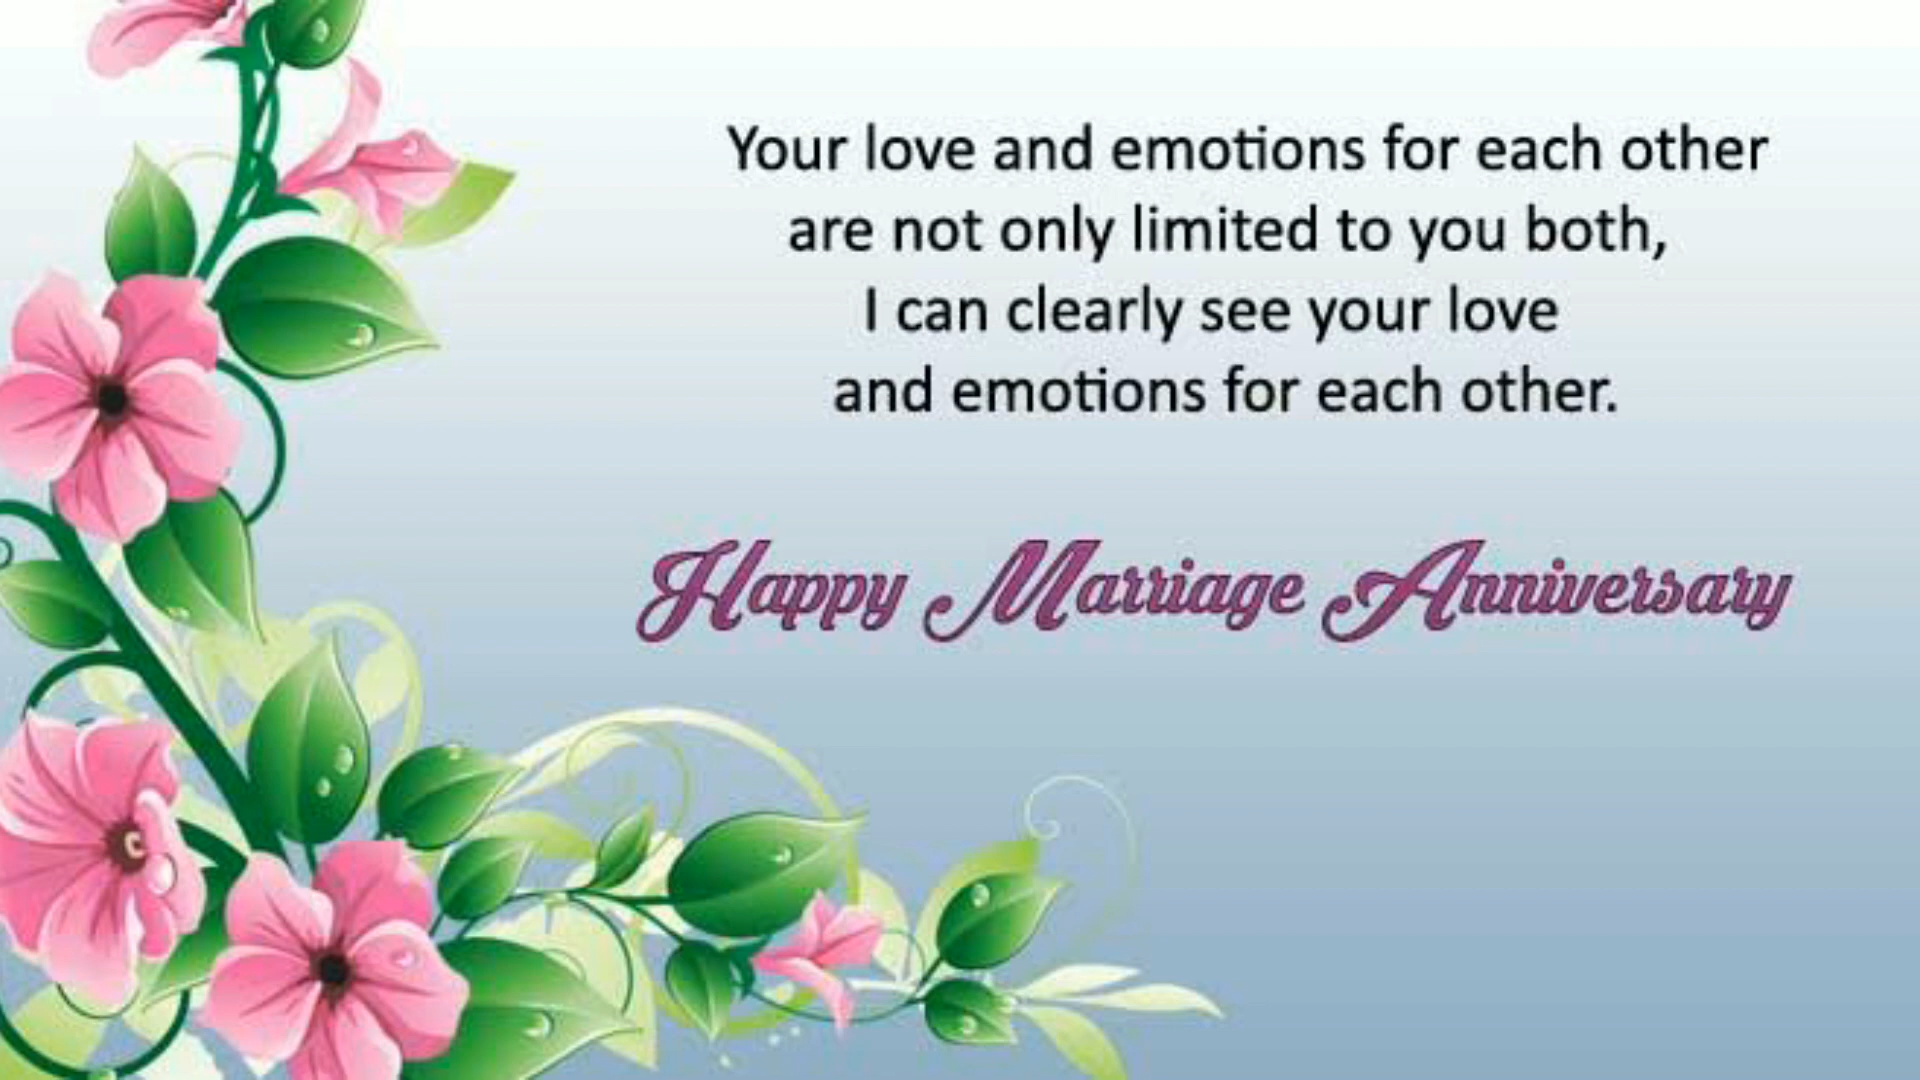 Your love and emotions for each other
are not only limited to you both,
I can clearly see your love
and emotions for each other.
Happy Marriage Anniversary